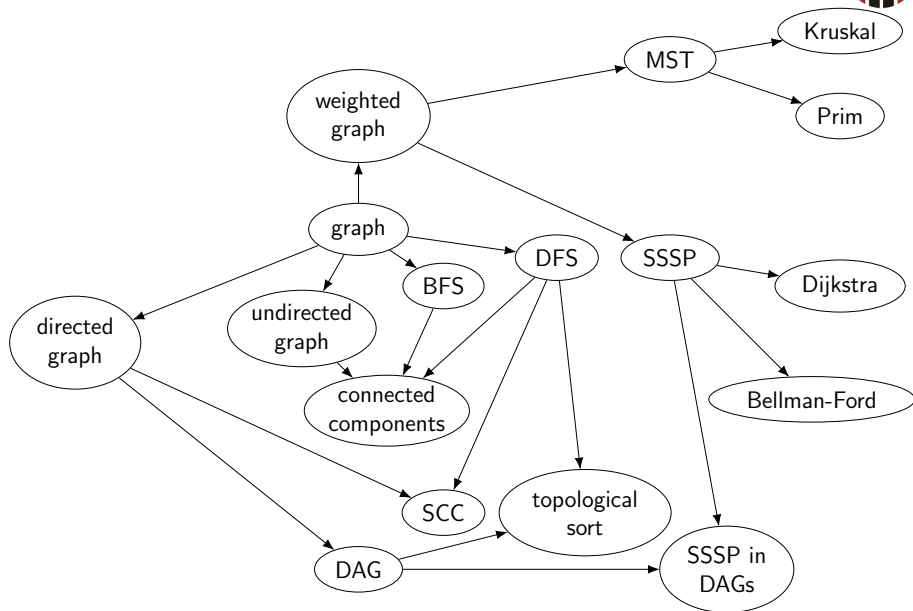 Kruskal
MST
weighted
graph
Prim
graph
DFS
SSSP
BFS
Dijkstra
directed
graph
undirected
graph
connected
components
Bellman-Ford
SCC
topological
sort
DAG
SSSP in
DAGs